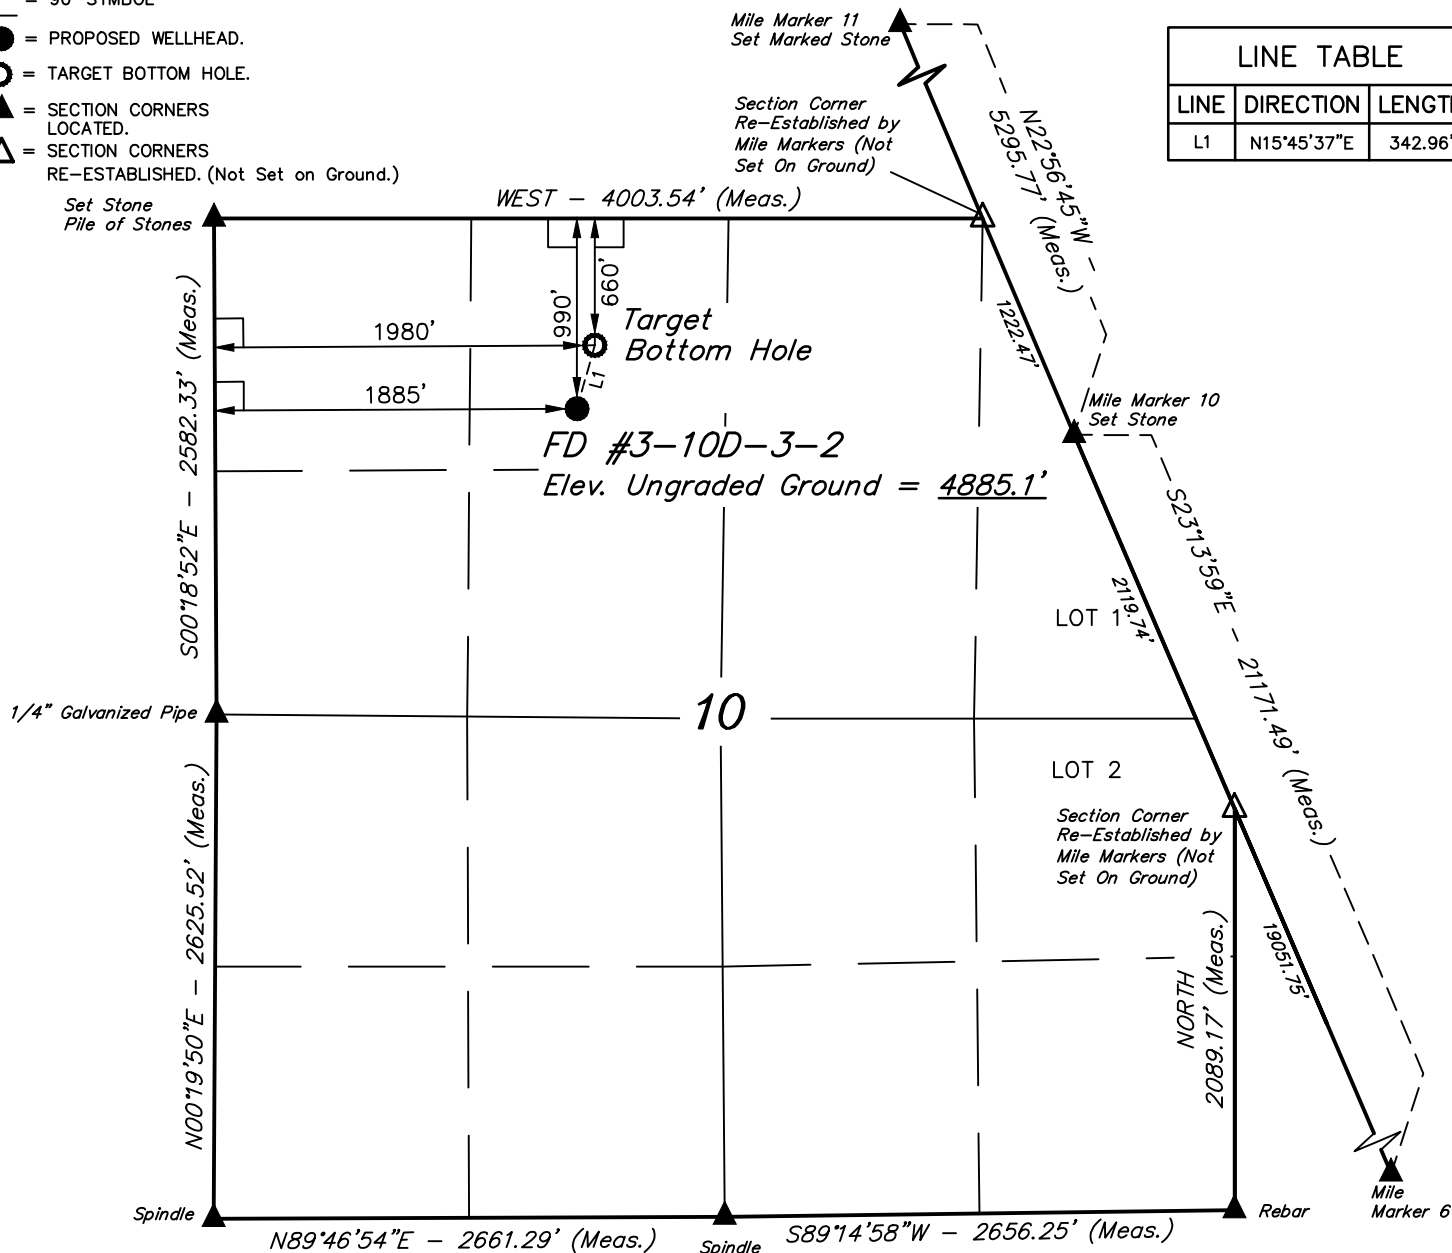 = 90° SYMBOL
= PROPOSED WELLHEAD.
= TARGET BOTTOM HOLE.
= SECTION CORNERS
LOCATED.
= SECTION CORNERS
RE-ESTABLISHED. (Not Set on Ground.)
Mile Marker 11
Set Marked Stone
LINE TABLE
LINE DIRECTION LENGTH
L1 N15°45'37"E 342.96'
Section Corner
Re-Established by
Mile Markers (Not
Set On Ground)
N22°56'45"W
5295.77' (Meas.)
Set Stone
Pile of Stones
WEST - 4003.54' (Meas.)
660'
990'
1980'
Target
Bottom Hole
L1
1885'
1222.47'
Mile Marker 10
Set Stone
FD #3-10D-3-2
Elev. Ungraded Ground = 4885.1'
S00°18'52"E - 2582.33' (Meas.)
S23°13'59"E - 21171.49' (Meas.)
2119.74'
LOT 1
1/4" Galvanized Pipe
10
LOT 2
Section Corner
Re-Established by
Mile Markers (Not
Set On Ground)
N00°19'50"E - 2625.52' (Meas.)
NORTH
2089.17' (Meas.)
19051.75'
Spindle
N89°46'54"E - 2661.29' (Meas.)
Spindle
S89°14'58"W - 2656.25' (Meas.)
Rebar
Mile
Marker 6